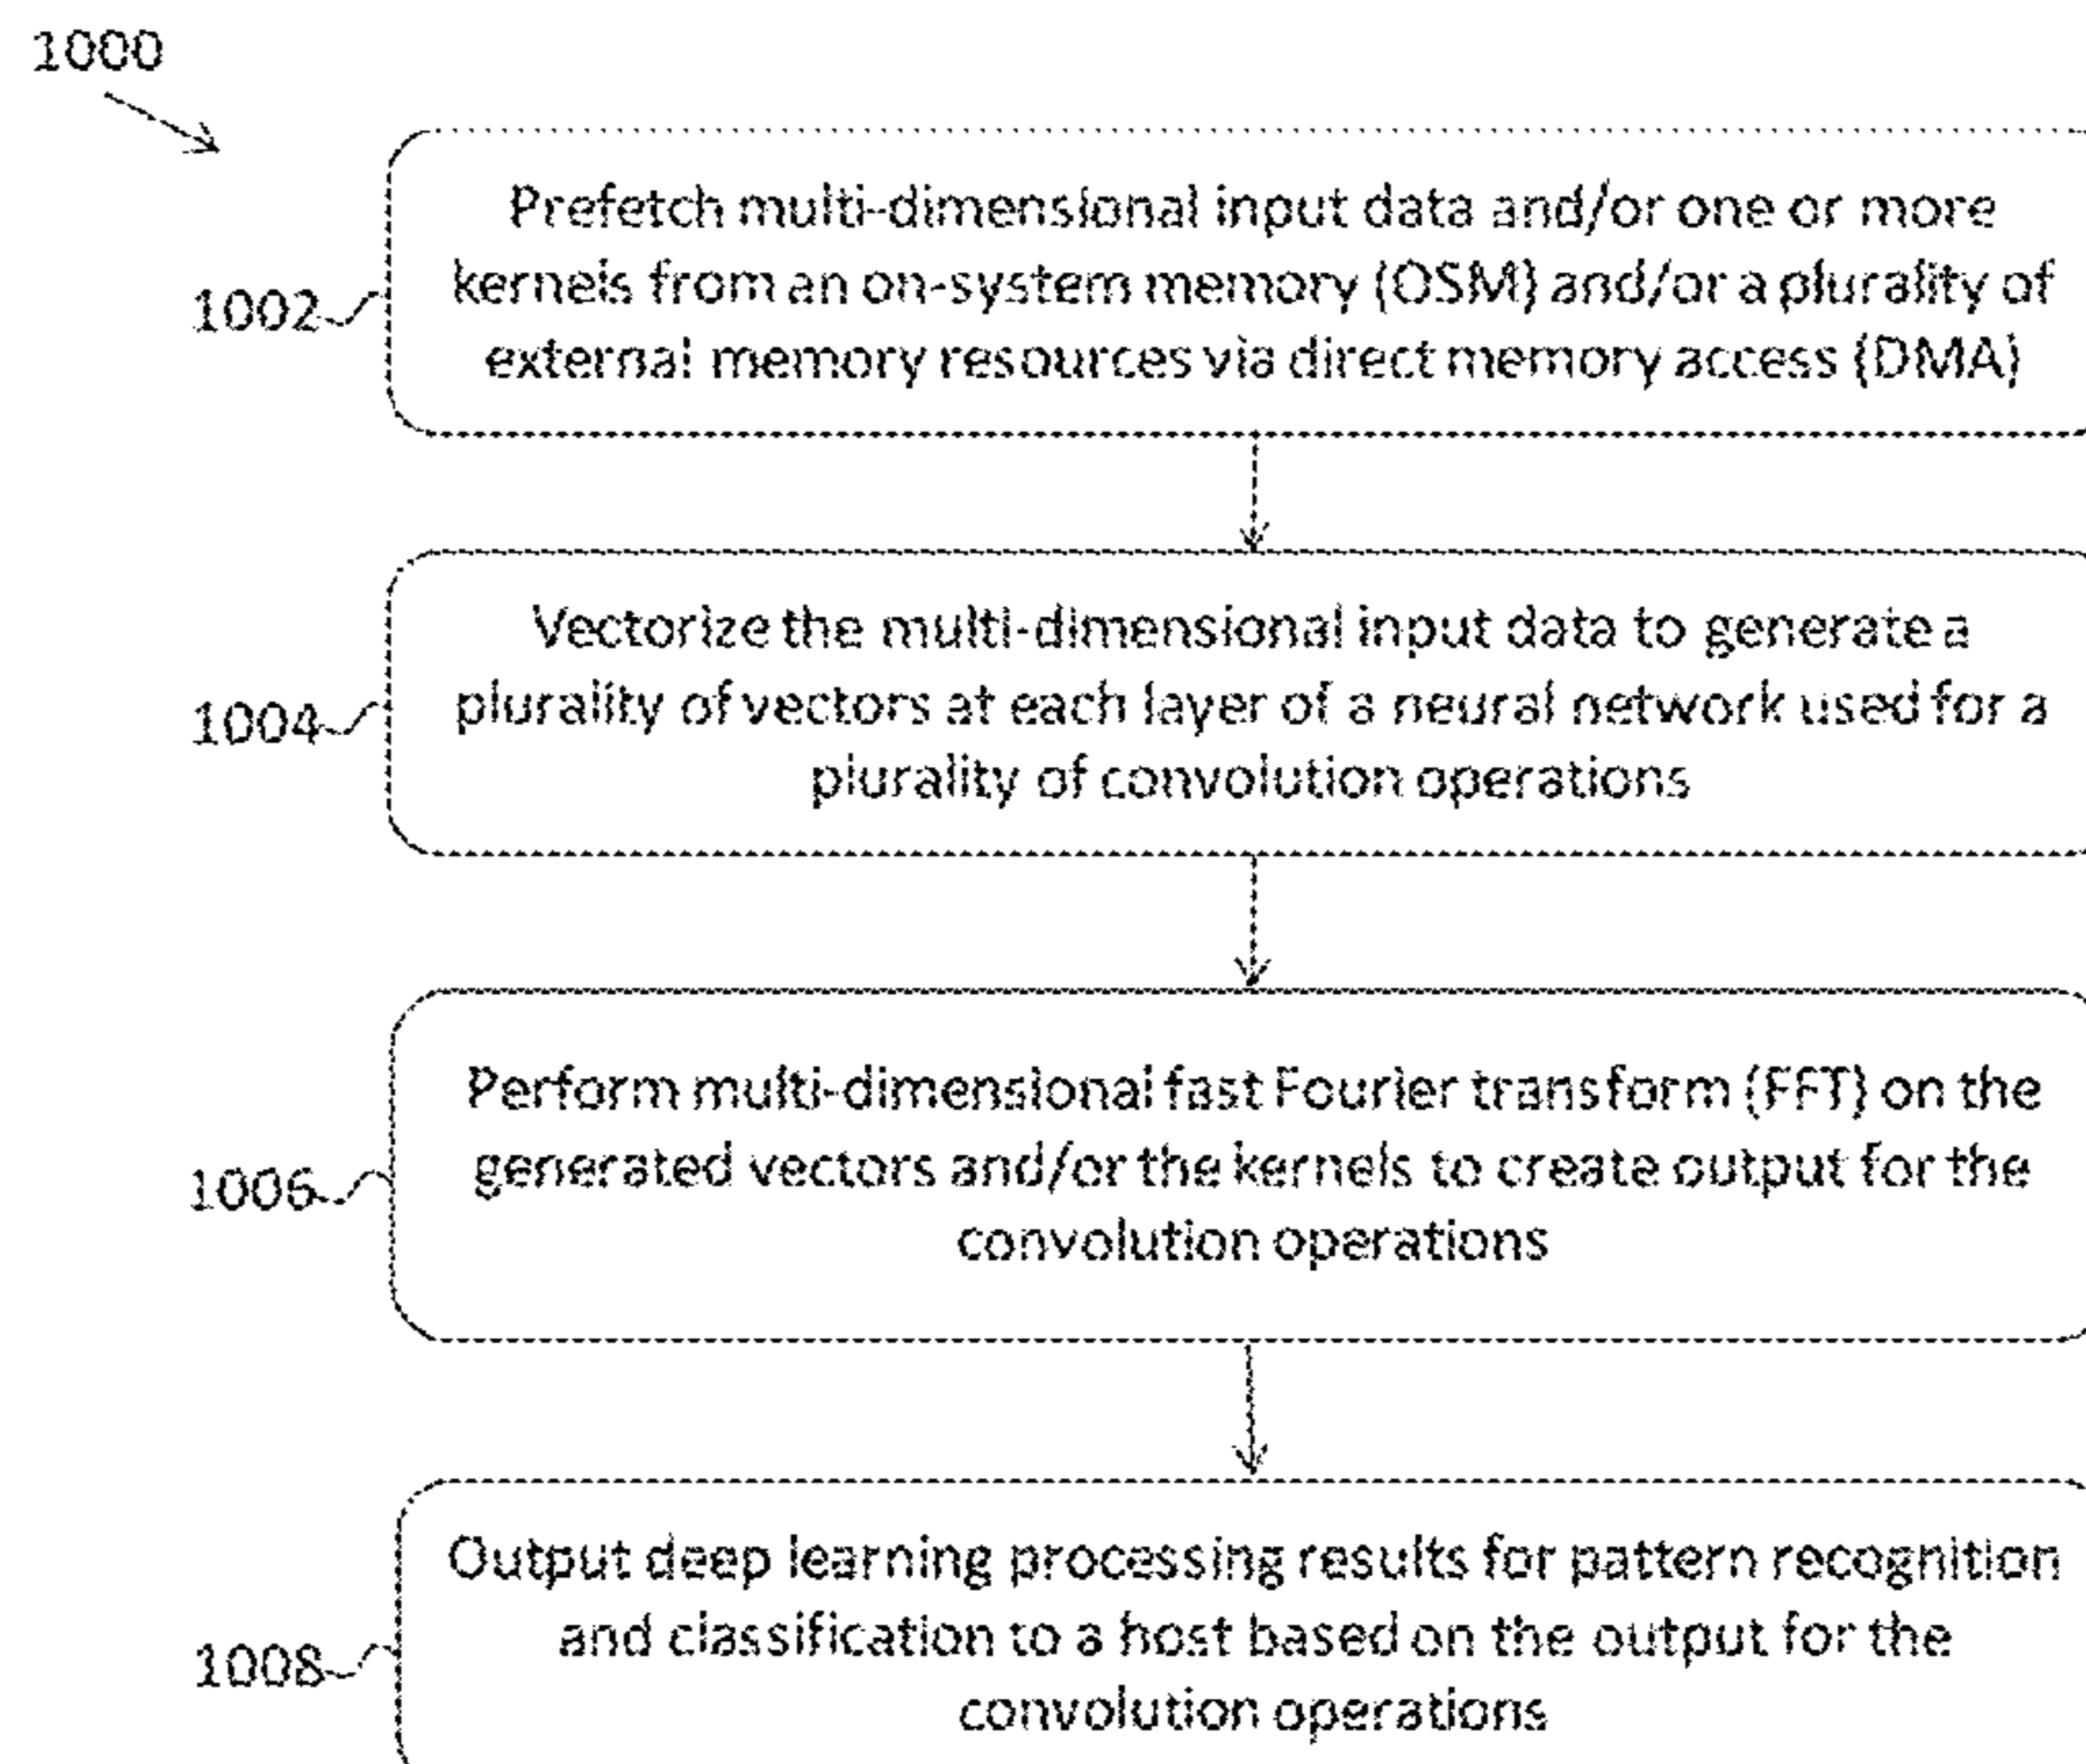 1000
Prefetch multi-dimensional input data and/or one or more
kernels from an on-system memory (OSM) and/or a plurality of
external memory resources via direct memory access (DMA)
1002
Vectorize the multi-dimensional input data to generate a
plurality of vectors at each layer of a neural network used for a
plurality of convolution operations
1004
Perform multi-dimensional fast Fourier transform (FFT) on the
generated vectors and/or the kernels to create output for the
convolution operations
1006
Output deep learning processing results for pattern recognition
and classification to a host based on the output for the
convolution operations
1008